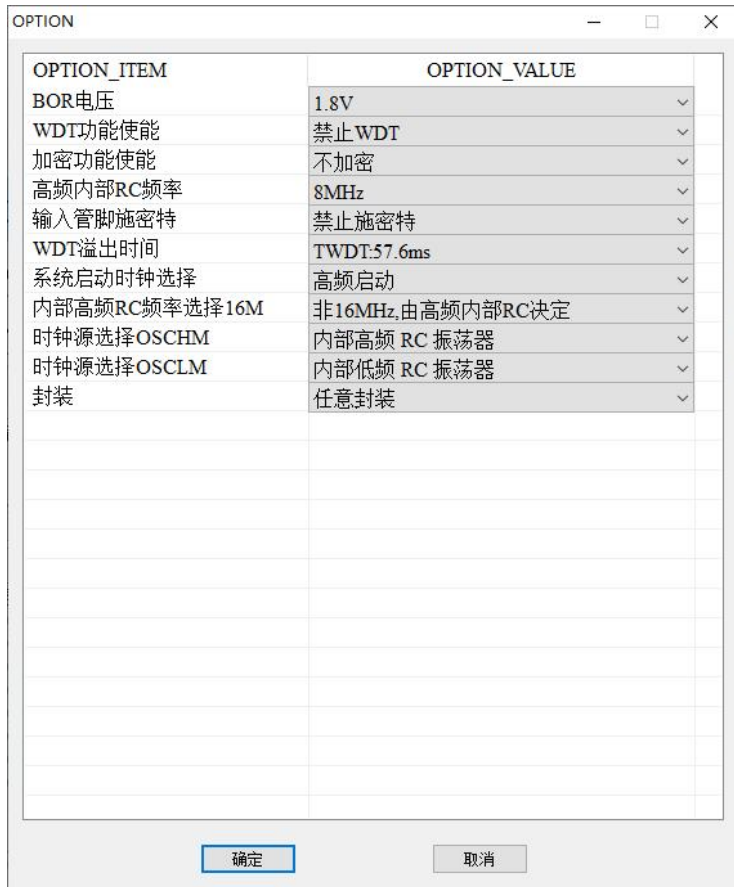 OPTION
OPTION_ITEM OPTION_VALUE
BOR电压 1.8V
WDT功能使能 禁止WDT
加密功能使能 不加密
高频内部RC频率 8MHz
输入管脚施密特 禁止施密特
WDT溢出时间 TWDT:57.6ms
系统启动时钟选择 高频启动
内部高频RC频率选择16M 非16MHz,由高频内部RC决定
时钟源选择OSCHM 内部高频 RC 振荡器
时钟源选择OSCLM 内部低频 RC 振荡器
封装 任意封装
确定 取消